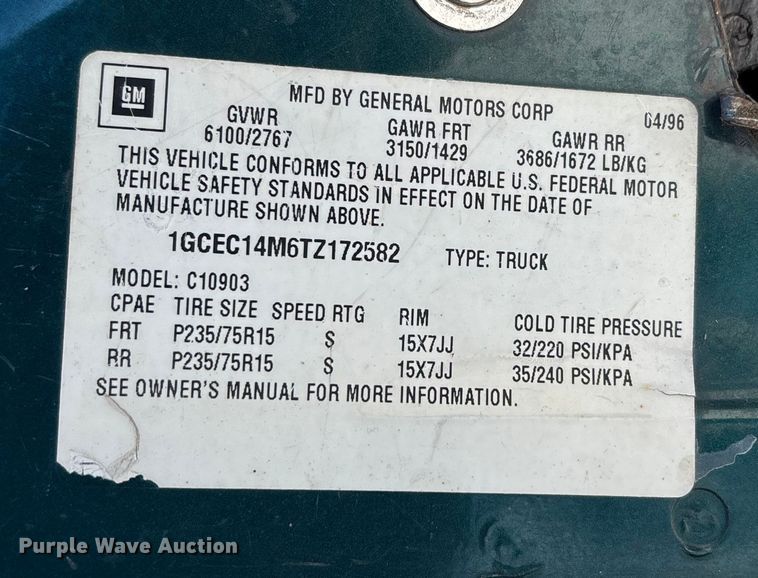 GM
MFD BY GENERAL MOTORS CORP 04/96
GVWR GAWR FRT GAWR RR
6100/2767 3150/1429 3686/1672 LB/KG
THIS VEHICLE CONFORMS TO ALL APPLICABLE U.S. FEDERAL MOTOR
VEHICLE SAFETY STANDARDS IN EFFECT ON THE DATE OF
MANUFACTURE SHOWN ABOVE.
1GCEC14M6TZ172582 TYPE: TRUCK
MODEL: C10903
CPAE TIRE SIZE SPEED RTG RIM COLD TIRE PRESSURE
FRT P235/75R15 S 15X7JJ 32/220 PSI/KPA
RR P235/75R15 S 15X7JJ 35/240 PSI/KPA
SEE OWNER'S MANUAL FOR MORE INFORMATION.
Purple Wave Auction